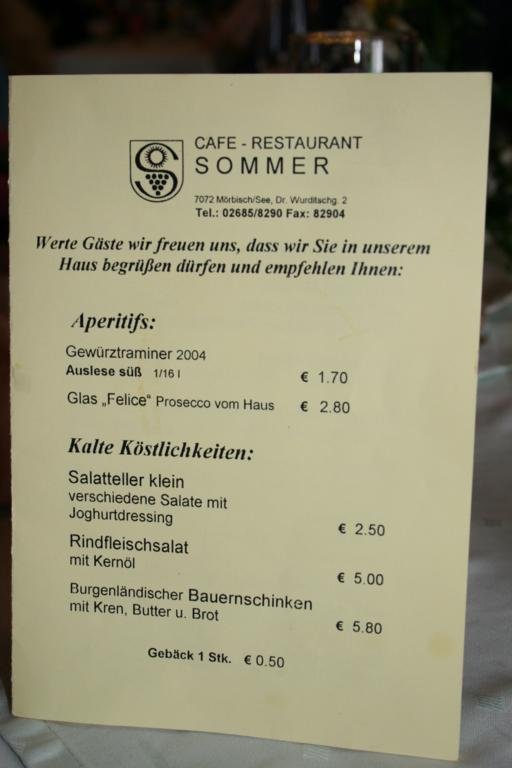 CAFE - RESTAURANT
SOMMER
7072 Mörbisch/See, Dr. Wurditschg. 2
Tel.: 02685/8290 Fax: 82904
Werte Gäste wir freuen uns, dass wir Sie in unserem
Haus begrüßen dürfen und empfehlen Ihnen:
Aperitifs:
Gewürztraminer 2004
Auslese süß 1/16 l € 1.70
Glas „Felice“ Prosecco vom Haus € 2.80
Kalte Köstlichkeiten:
Salatteller klein
verschiedene Salate mit
Joghurtdressing € 2.50
Rindfleischsalat
mit Kernöl € 5.00
Burgenländischer Bauernschinken
mit Kren, Butter u. Brot € 5.80
Gebäck 1 Stk. € 0.50